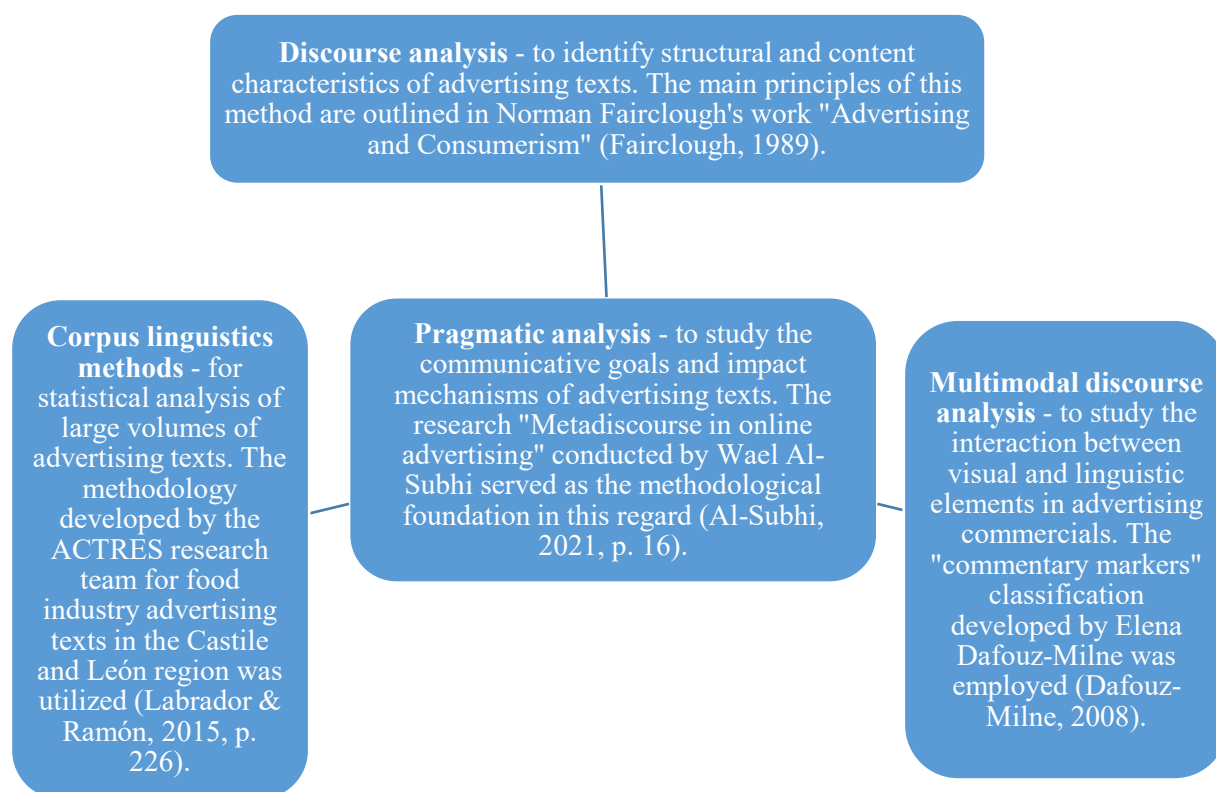 Discourse analysis - to identify structural and content
characteristics of advertising texts. The main principles of this
method are outlined in Norman Fairclough's work "Advertising
and Consumerism" (Fairclough, 1989).
Corpus linguistics
methods - for
statistical analysis of
large volumes of
advertising texts. The
methodology
developed by the
ACTRES research
team for food
industry advertising
texts in the Castile
and León region was
utilized (Labrador &
Ramón, 2015, p.
226).
Pragmatic analysis - to study the
communicative goals and impact
mechanisms of advertising texts. The
research "Metadiscourse in online
advertising" conducted by Wael Al-
Subhi served as the methodological
foundation in this regard (Al-Subhi,
2021, p. 16).
Multimodal discourse
analysis - to study the
interaction between
visual and linguistic
elements in advertising
commercials. The
"commentary markers"
classification
developed by Elena
Dafouz-Milne was
employed (Dafouz-
Milne, 2008).